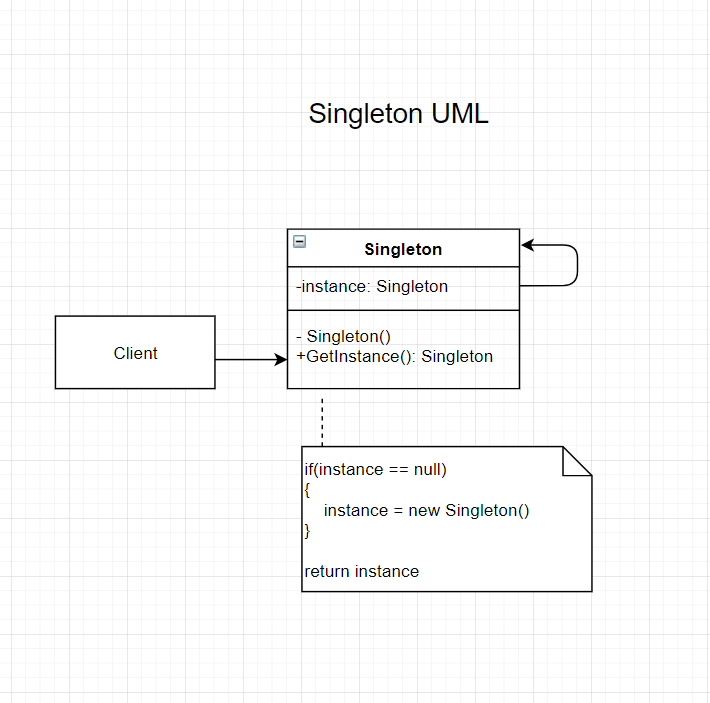 Singleton UML
Singleton
-instance: Singleton
- Singleton()
+GetInstance(): Singleton
Client
if(instance == null)
{
    instance = new Singleton()
}
return instance